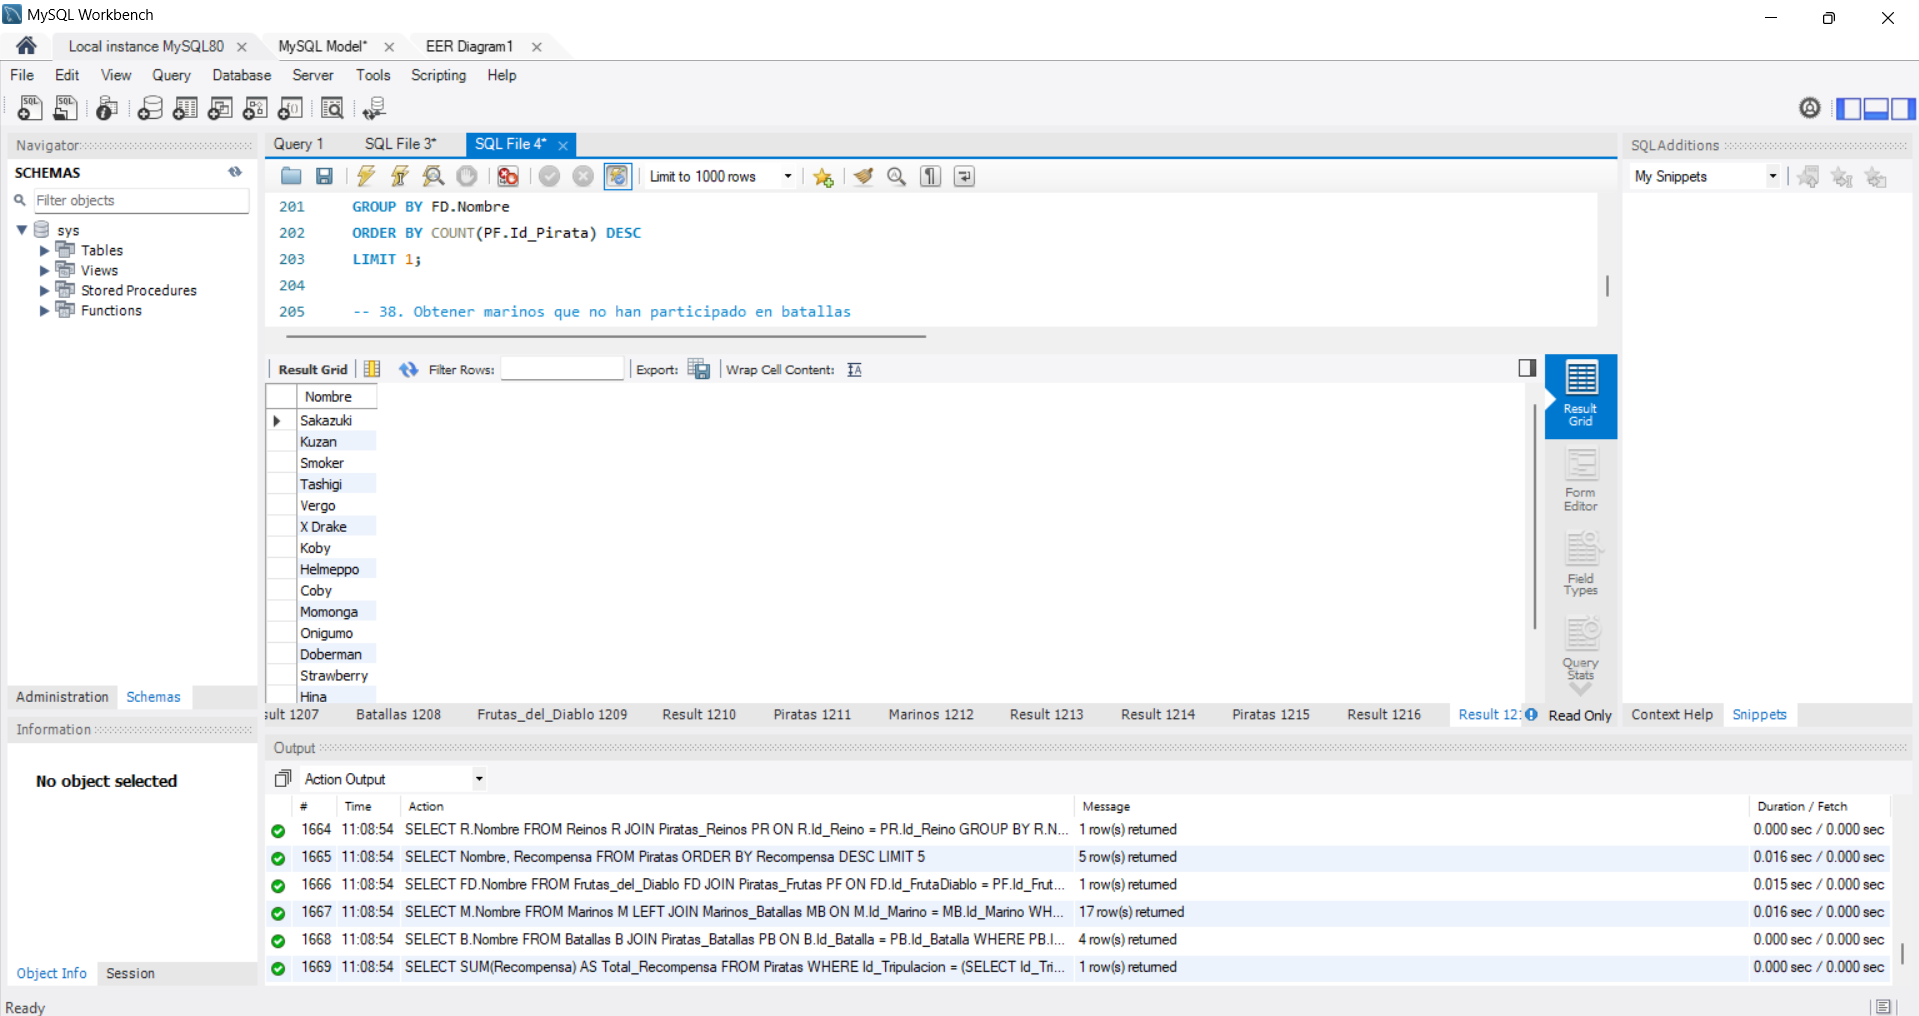 MySQL Workbench
Local instance MySQL80
MySQL Model*
EER Diagram1
File Edit View Query Database Server Tools Scripting Help
Navigator
SCHEMAS
Filter objects
sys
Tables
Views
Stored Procedures
Functions
Administration Schemas
Information
No object selected
Object Info Session
Ready
Query 1 SQL File 3* SQL File 4*
Limit to 1000 rows
201 GROUP BY FD.Nombre
202 ORDER BY COUNT(PF.Id_Pirata) DESC
203 LIMIT 1;
204
205 -- 38. Obtener marinos que no han participado en batallas
Result Grid Filter Rows: Export: Wrap Cell Content:
Nombre
Sakazuki
Kuzan
Smoker
Tashigi
Vergo
X Drake
Koby
Helmeppo
Coby
Momonga
Onigumo
Doberman
Strawberry
Hina
Result Grid
Form Editor
Field Types
Query Stats
sult 1207 Batallas 1208 Frutas_del_Diablo 1209 Result 1210 Piratas 1211 Marinos 1212 Result 1213 Result 1214 Piratas 1215 Result 1216 Result 12 Read Only
SQLAdditions
My Snippets
Context Help Snippets
Output
Action Output
# Time Action Message Duration / Fetch
1664 11:08:54 SELECT R.Nombre FROM Reinos R JOIN Piratas_Reinos PR ON R.Id_Reino = PR.Id_Reino GROUP BY R.N... 1 row(s) returned 0.000 sec / 0.000 sec
1665 11:08:54 SELECT Nombre, Recompensa FROM Piratas ORDER BY Recompensa DESC LIMIT 5 5 row(s) returned 0.016 sec / 0.000 sec
1666 11:08:54 SELECT FD.Nombre FROM Frutas_del_Diablo FD JOIN Piratas_Frutas PF ON FD.Id_FrutaDiablo = PF.Id_Frut... 1 row(s) returned 0.015 sec / 0.000 sec
1667 11:08:54 SELECT M.Nombre FROM Marinos M LEFT JOIN Marinos_Batallas MB ON M.Id_Marino = MB.Id_Marino WH... 17 row(s) returned 0.016 sec / 0.000 sec
1668 11:08:54 SELECT B.Nombre FROM Batallas B JOIN Piratas_Batallas PB ON B.Id_Batalla = PB.Id_Batalla WHERE PB.I... 4 row(s) returned 0.000 sec / 0.000 sec
1669 11:08:54 SELECT SUM(Recompensa) AS Total_Recompensa FROM Piratas WHERE Id_Tripulacion = (SELECT Id_Tri... 1 row(s) returned 0.000 sec / 0.000 sec